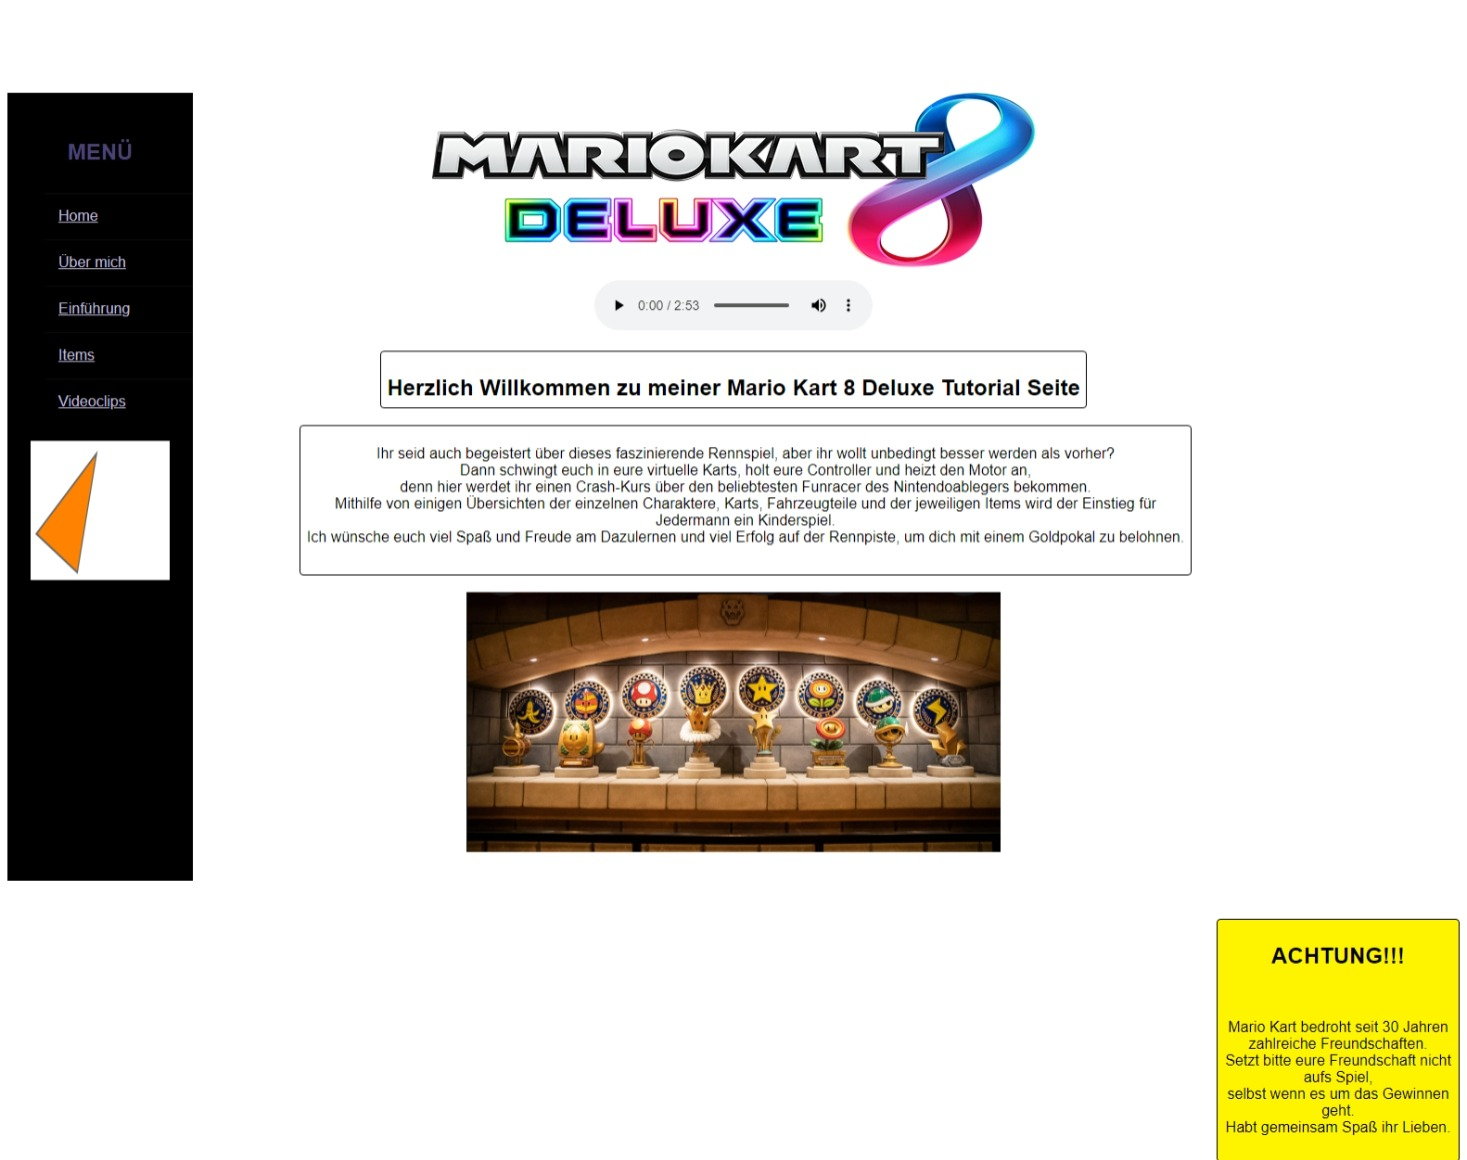 MENÜ
Home
Über mich
Einführung
Items
Videoclips
MARIOKART 8
DELUXE
0:00 / 2:53
Herzlich Willkommen zu meiner Mario Kart 8 Deluxe Tutorial Seite
Ihr seid auch begeistert über dieses faszinierende Rennspiel, aber ihr wollt unbedingt besser werden als vorher?
Dann schwingt euch in eure virtuelle Karts, holt eure Controller und heizt den Motor an,
denn hier werdet ihr einen Crash-Kurs über den beliebtesten Funracer des Nintendoablegers bekommen.
Mithilfe von einigen Übersichten der einzelnen Charaktere, Karts, Fahrzeugteile und der jeweiligen Items wird der Einstieg für
Jedermann ein Kinderspiel.
Ich wünsche euch viel Spaß und Freude am Dazulernen und viel Erfolg auf der Rennpiste, um dich mit einem Goldpokal zu belohnen.
ACHTUNG!!!
Mario Kart bedroht seit 30 Jahren
zahlreiche Freundschaften.
Setzt bitte eure Freundschaft nicht
aufs Spiel,
selbst wenn es um das Gewinnen
geht.
Habt gemeinsam Spaß ihr Lieben.